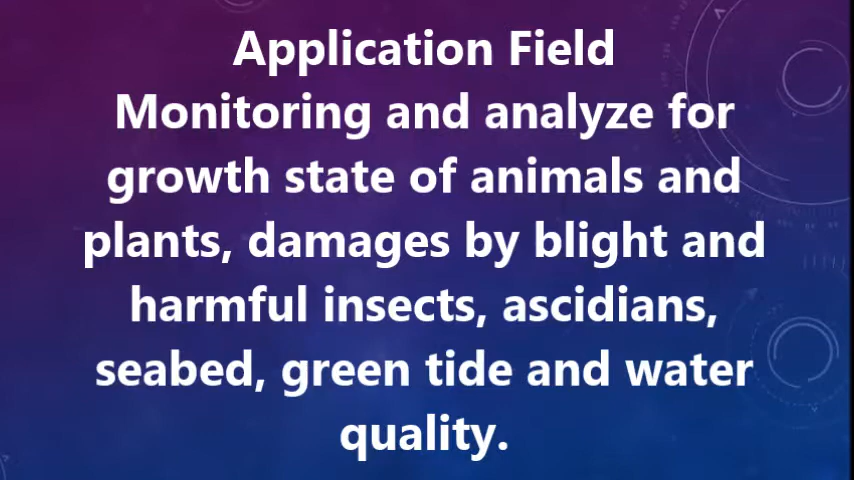 Application Field
Monitoring and analyze for
growth state of animals and
plants, damages by blight and
harmful insects, ascidians,
seabed, green tide and water
quality.